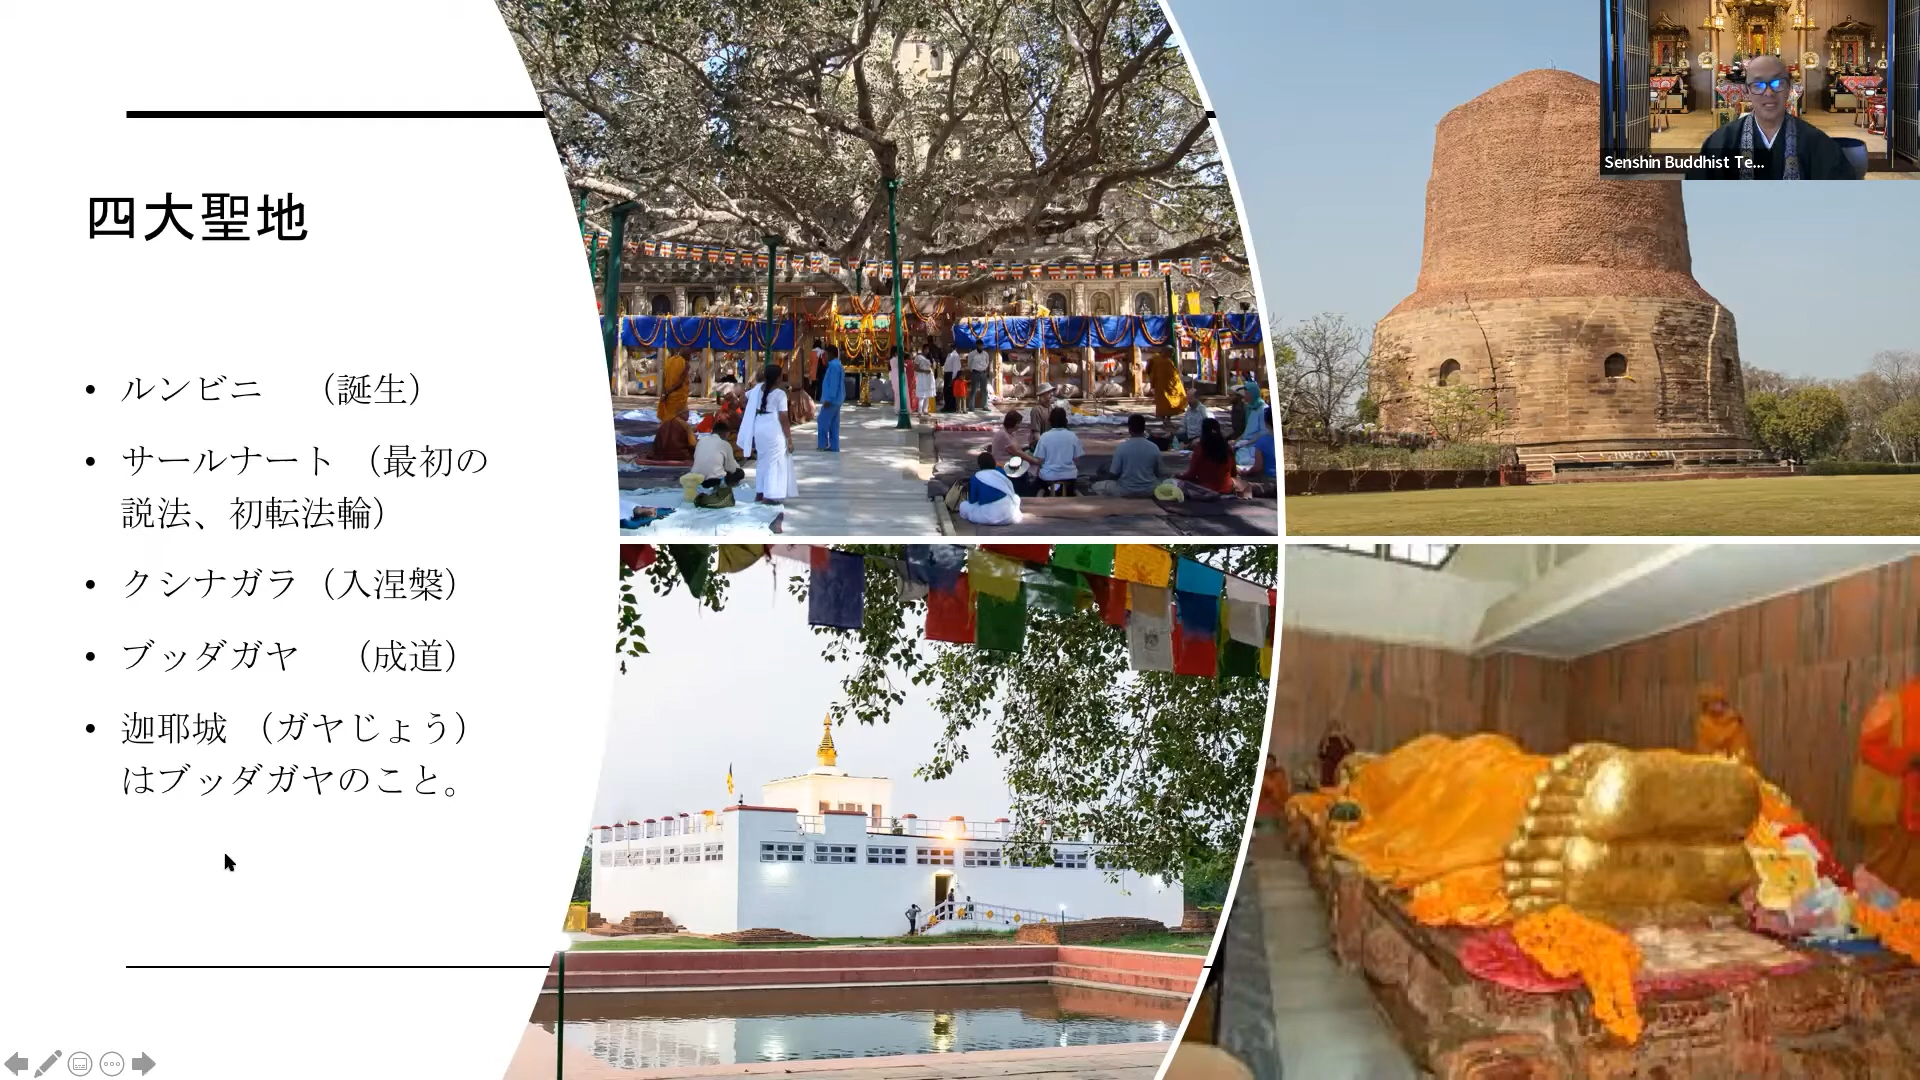 四大聖地
• ルンビニ　（誕生）
• サールナート （最初の
説法、初転法輪）
• クシナガラ（入涅槃）
• ブッダガヤ　（成道）
• 迦耶城 （ガヤじょう）
はブッダガヤのこと。
Senshin Buddhist Te...